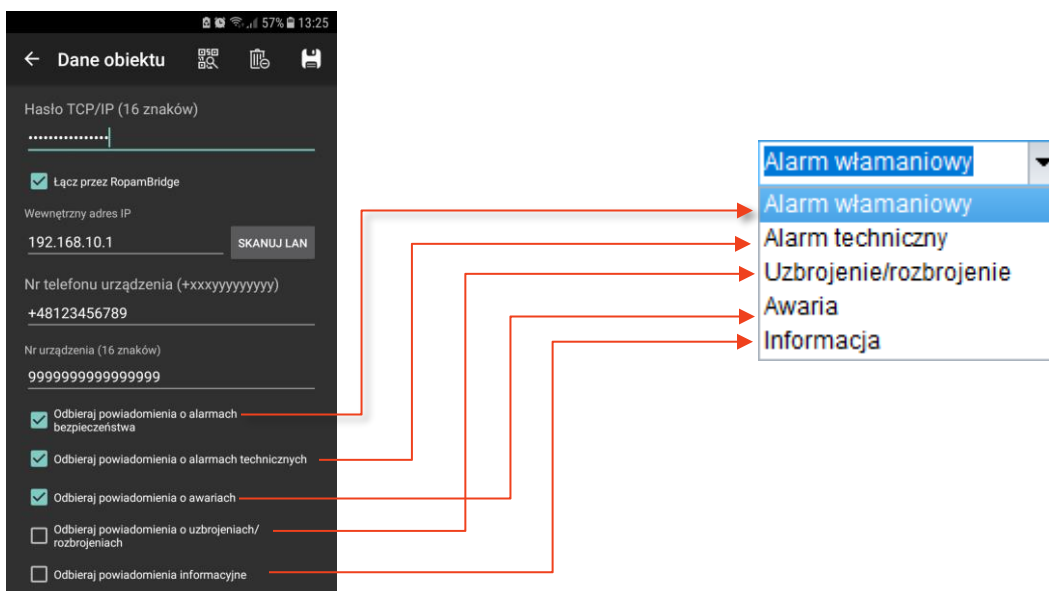 57% 13:25
Dane obiektu
Hasło TCP/IP (16 znaków)
••••••••••••••••
Łącz przez RopamBridge
Wewnętrzny adres IP
192.168.10.1 SKANUJ LAN
Nr telefonu urządzenia (+xxxyyyyyyyyy)
+48123456789
Nr urządzenia (16 znaków)
9999999999999999
Odbieraj powiadomienia o alarmach
bezpieczeństwa
Odbieraj powiadomienia o alarmach technicznych
Odbieraj powiadomienia o awariach
Odbieraj powiadomienia o uzbrojeniach/
rozbrojeniach
Odbieraj powiadomienia informacyjne
Alarm włamaniowy
Alarm włamaniowy
Alarm techniczny
Uzbrojenie/rozbrojenie
Awaria
Informacja